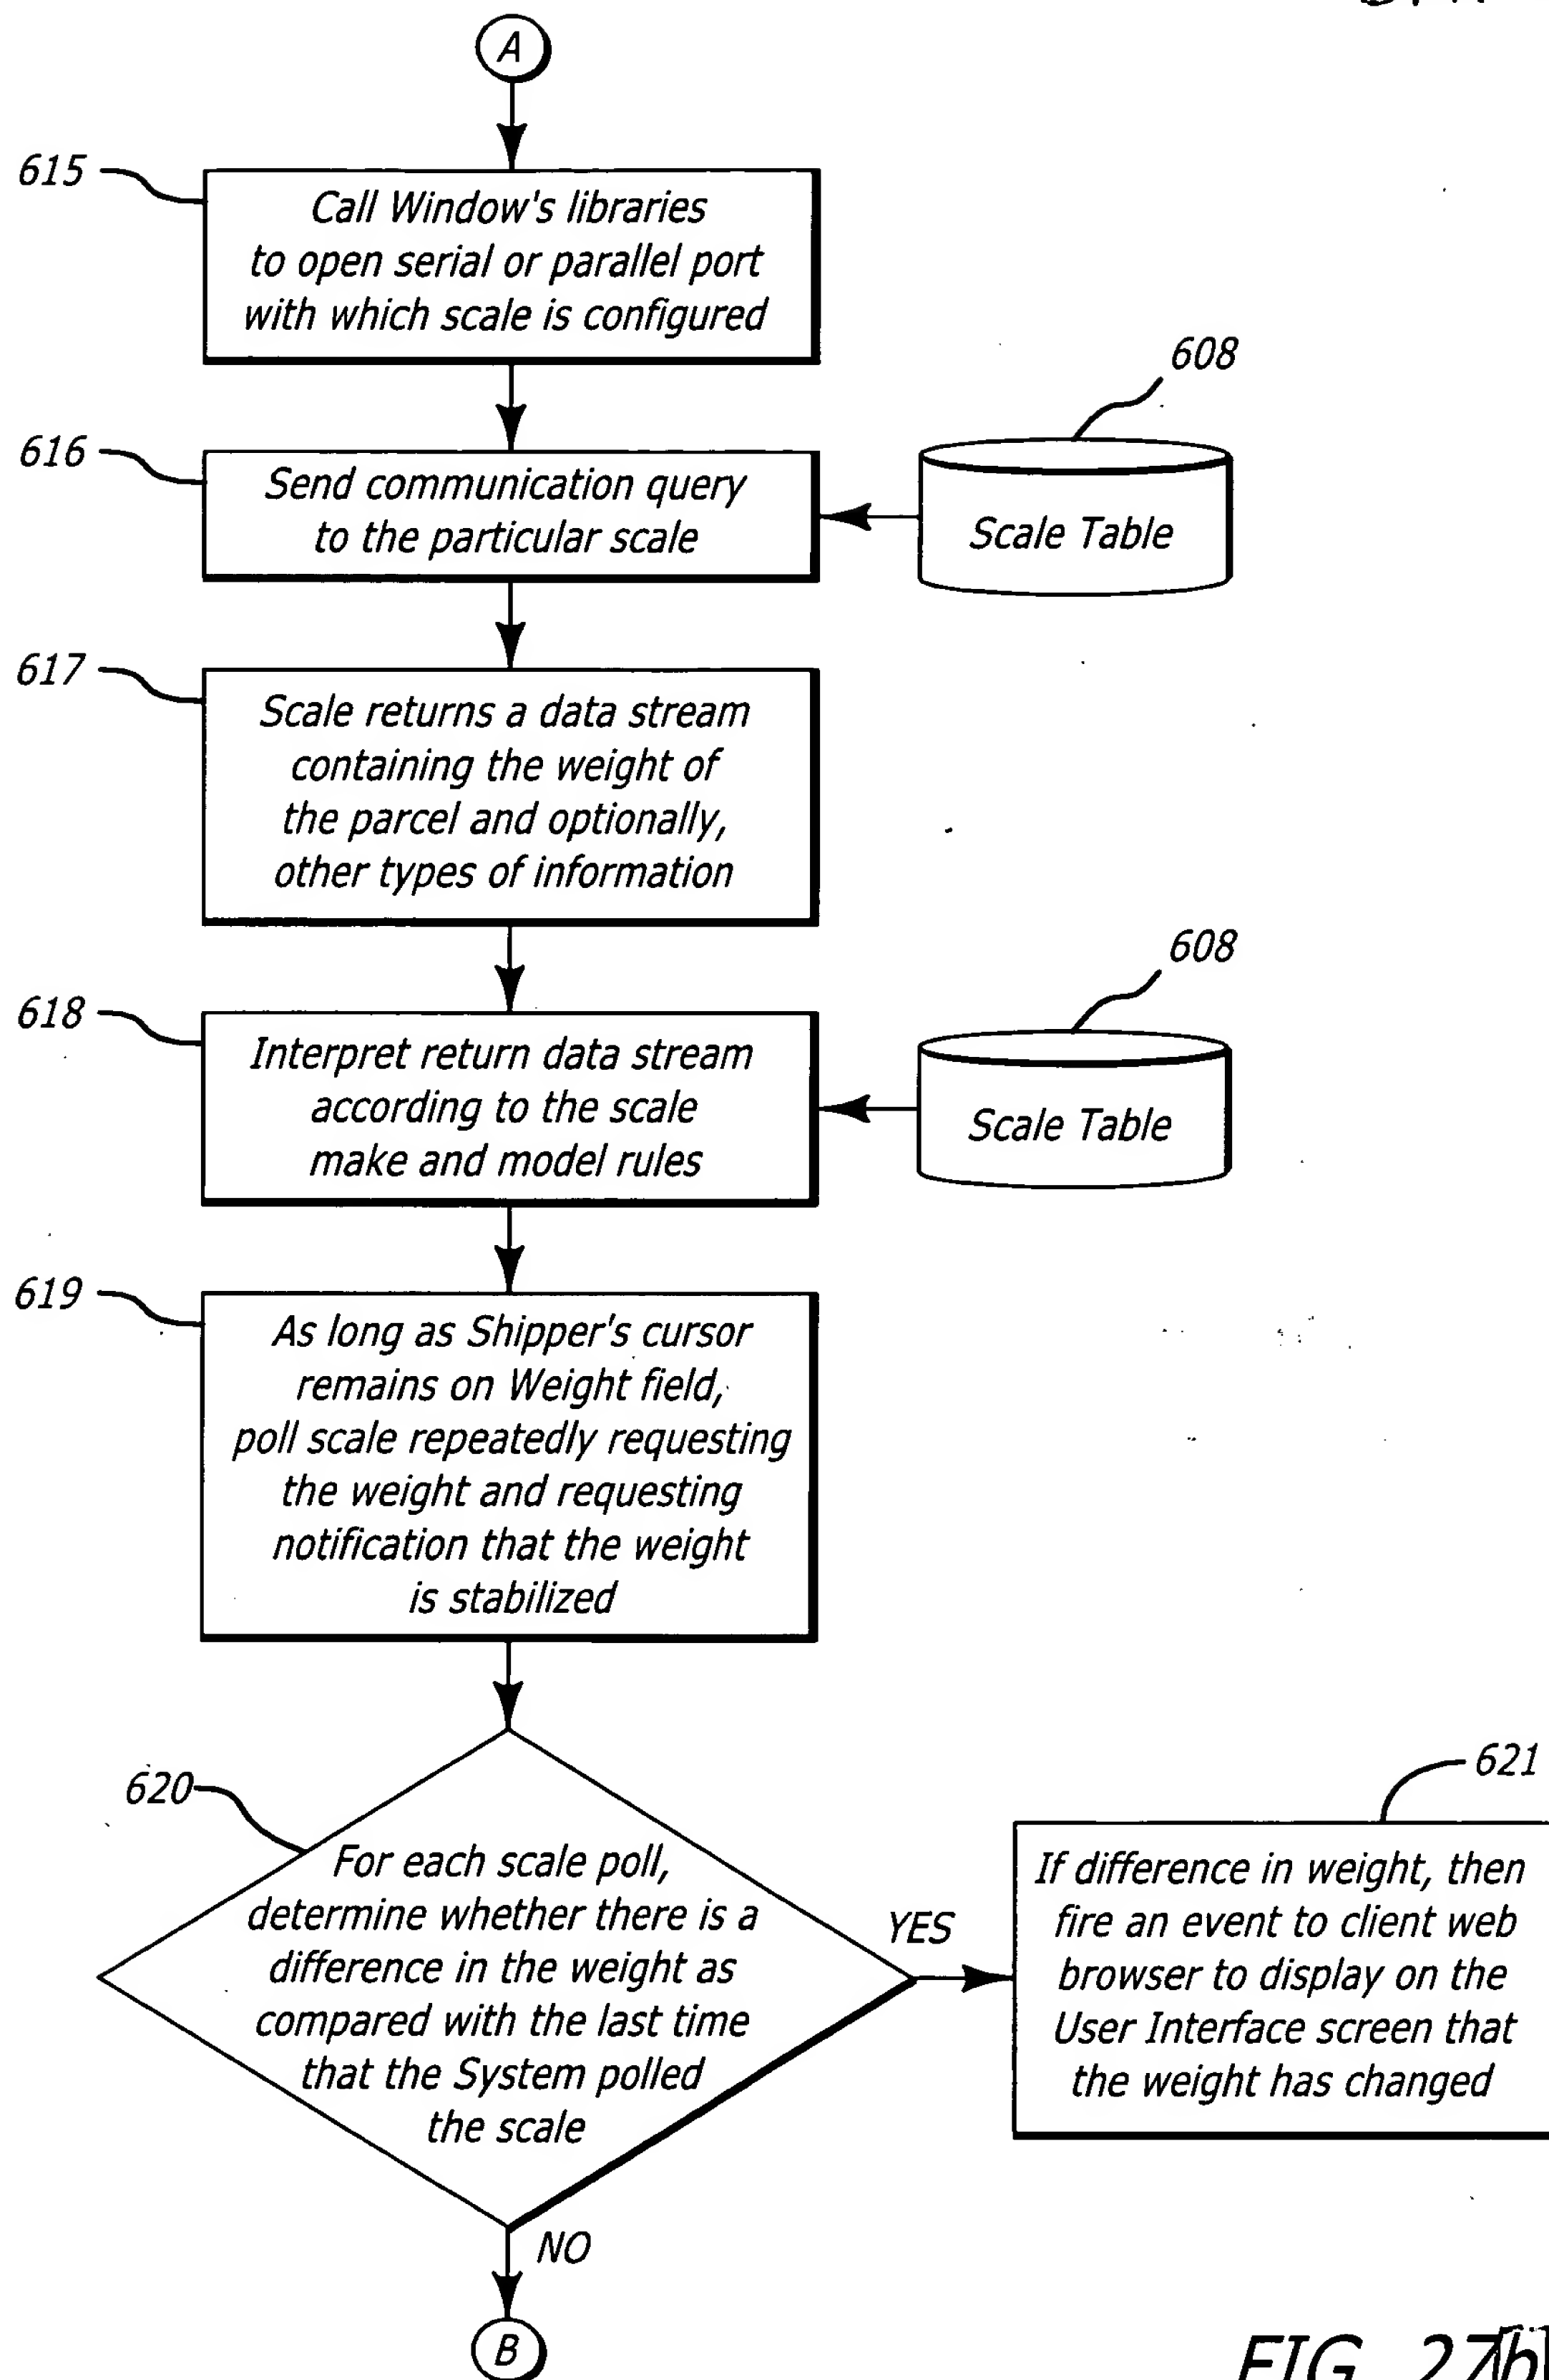 A
615
Call Window's libraries
to open serial or parallel port
with which scale is configured
608
616
Send communication query
to the particular scale
Scale Table
617
Scale returns a data stream
containing the weight of
the parcel and optionally,
other types of information
608
618
Interpret return data stream
according to the scale
make and model rules
Scale Table
619
As long as Shipper's cursor
remains on Weight field,
poll scale repeatedly requesting
the weight and requesting
notification that the weight
is stabilized
620
For each scale poll,
determine whether there is a
difference in the weight as
compared with the last time
that the System polled
the scale
YES
621
If difference in weight, then
fire an event to client web
browser to display on the
User Interface screen that
the weight has changed
NO
B
FIG. 27b